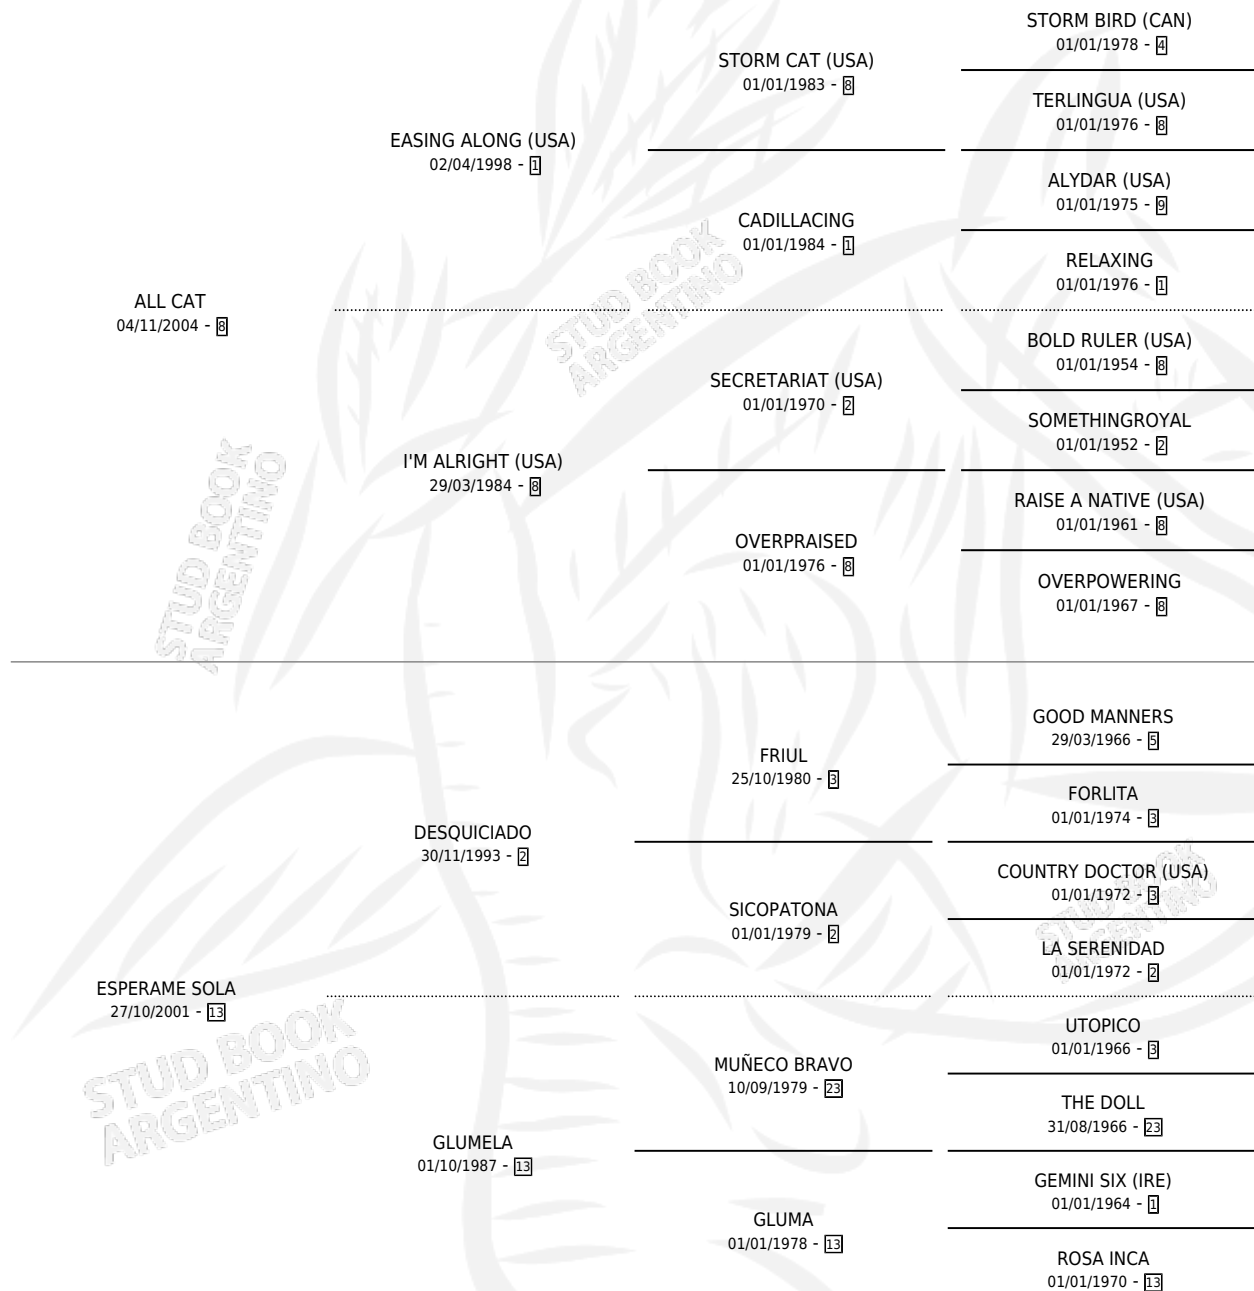 STORM BIRD (CAN)
01/01/1978 - 4
STORM CAT (USA)
01/01/1983 - 8
TERLINGUA (USA)
01/01/1976 - 8
EASING ALONG (USA)
02/04/1998 - 1
ALYDAR (USA)
01/01/1975 - 9
CADILLACING
01/01/1984 - 1
RELAXING
01/01/1976 - 1
ALL CAT
04/11/2004 - 8
BOLD RULER (USA)
01/01/1954 - 8
SECRETARIAT (USA)
01/01/1970 - 2
SOMETHINGROYAL
01/01/1952 - 2
I'M ALRIGHT (USA)
29/03/1984 - 8
RAISE A NATIVE (USA)
01/01/1961 - 8
OVERPRAISED
01/01/1976 - 8
OVERPOWERING
01/01/1967 - 8
GOOD MANNERS
29/03/1966 - 5
FRIUL
25/10/1980 - 3
FORLITA
01/01/1974 - 3
DESQUICIADO
30/11/1993 - 2
COUNTRY DOCTOR (USA)
01/01/1972 - 3
SICOPATONA
01/01/1979 - 2
LA SERENIDAD
01/01/1972 - 2
ESPERAME SOLA
27/10/2001 - 13
UTOPICO
01/01/1966 - 3
MUÑECO BRAVO
10/09/1979 - 23
THE DOLL
31/08/1966 - 23
GLUMELA
01/10/1987 - 13
GEMINI SIX (IRE)
01/01/1964 - 1
GLUMA
01/01/1978 - 13
ROSA INCA
01/01/1970 - 13
STUD BOOK
ARGENTINO
STUD BOOK
ARGENTINO
STUD BOOK
ARGENTINO
STUD BOOK
ARGENTINO